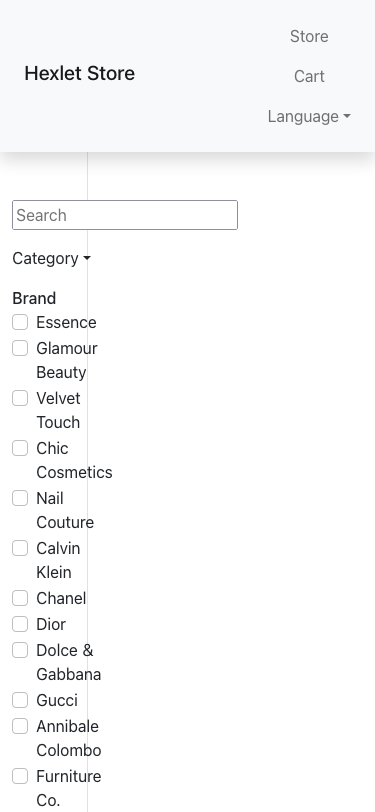 Store
Hexlet Store
Cart
Language
Search
Category
Brand
Essence
Glamour
Beauty
Velvet
Touch
Chic
Cosmetics
Nail
Couture
Calvin
Klein
Chanel
Dior
Dolce &
Gabbana
Gucci
Annibale
Colombo
Furniture
Co.